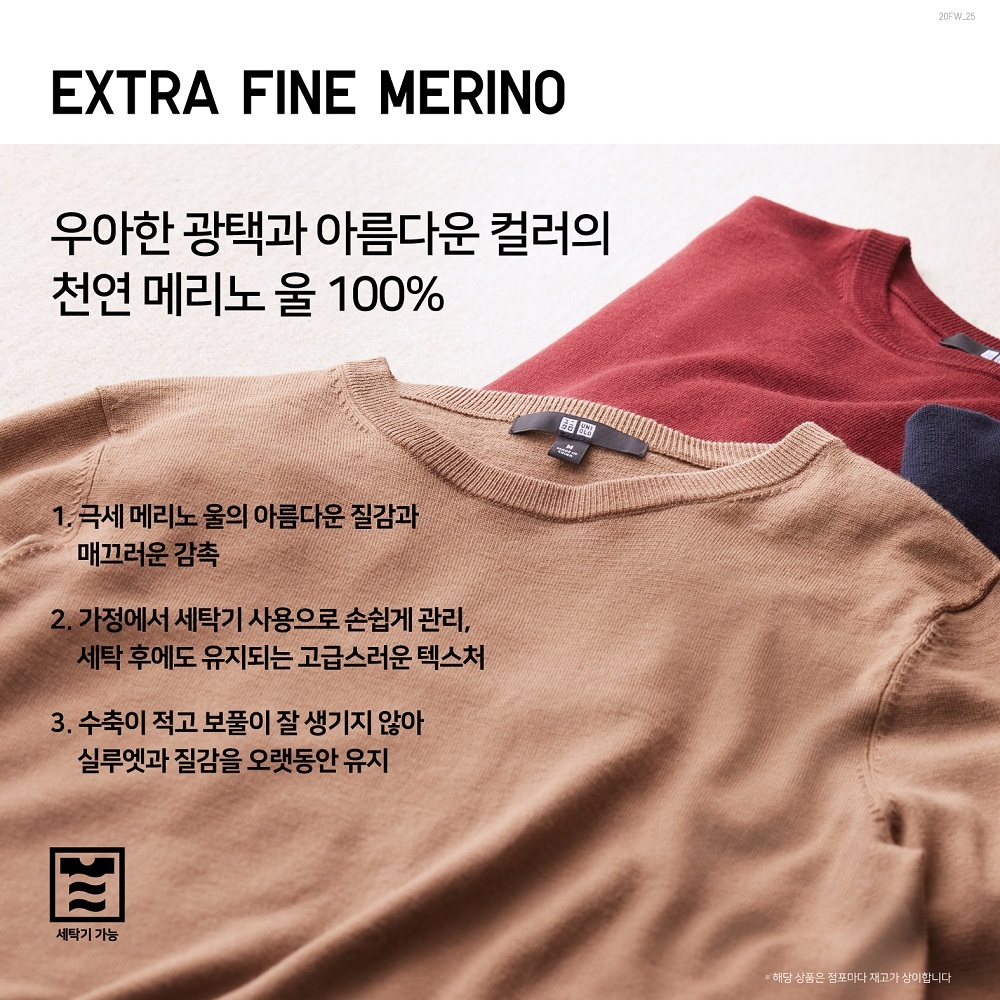 20FW_25
EXTRA FINE MERINO
우아한 광택과 아름다운 컬러의
천연 메리노 울 100%
UNI
QLO
M
MADE IN
CHINA
1. 극세 메리노 울의 아름다운 질감과
매끄러운 감촉
2. 가정에서 세탁기 사용으로 손쉽게 관리,
세탁 후에도 유지되는 고급스러운 텍스처
3. 수축이 적고 보풀이 잘 생기지 않아
실루엣과 질감을 오랫동안 유지
세탁기 가능
※ 해당 상품은 점포마다 재고가 상이합니다